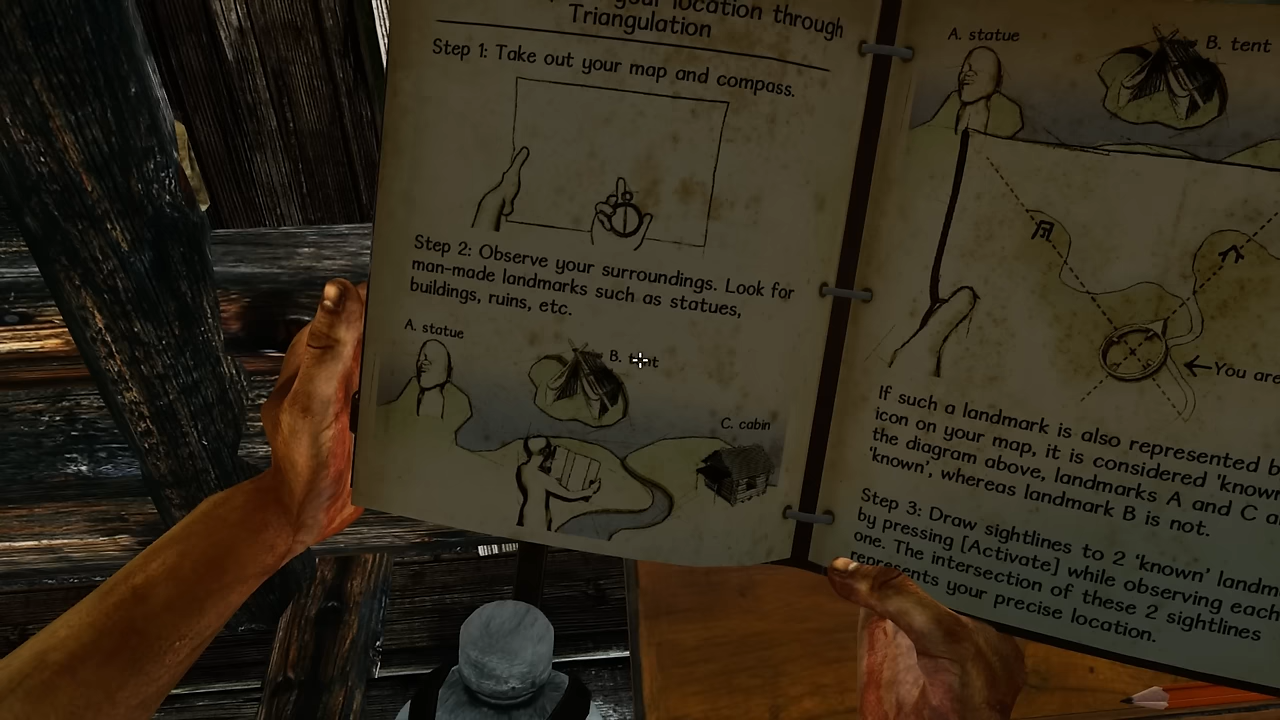 your location through
Triangulation
Step 1: Take out your map and compass.
Step 2: Observe your surroundings. Look for
man-made landmarks such as statues,
buildings, ruins, etc.
A. statue
B. tent
C. cabin
A. statue
B. tent
You are
If such a landmark is also represented b
icon on your map, it is considered 'known
the diagram above, landmarks A and C a
'known', whereas landmark B is not.
Step 3: Draw sightlines to 2 'known' landm
by pressing [Activate] while observing each
one. The intersection of these 2 sightlines
represents your precise location.